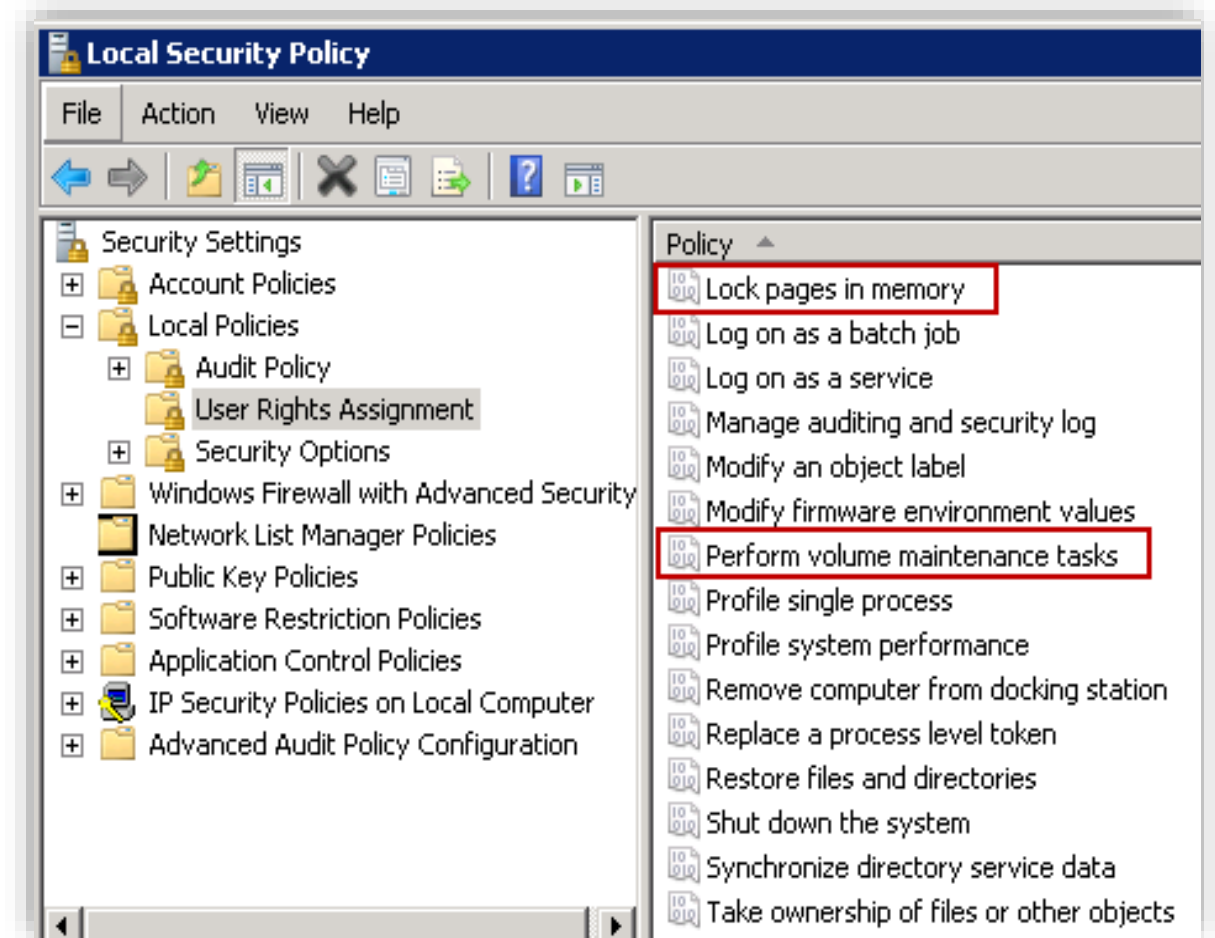 Local Security Policy
File Action View Help
Security Settings
Account Policies
Local Policies
Audit Policy
User Rights Assignment
Security Options
Windows Firewall with Advanced Security
Network List Manager Policies
Public Key Policies
Software Restriction Policies
Application Control Policies
IP Security Policies on Local Computer
Advanced Audit Policy Configuration
Policy
Lock pages in memory
Log on as a batch job
Log on as a service
Manage auditing and security log
Modify an object label
Modify firmware environment values
Perform volume maintenance tasks
Profile single process
Profile system performance
Remove computer from docking station
Replace a process level token
Restore files and directories
Shut down the system
Synchronize directory service data
Take ownership of files or other objects